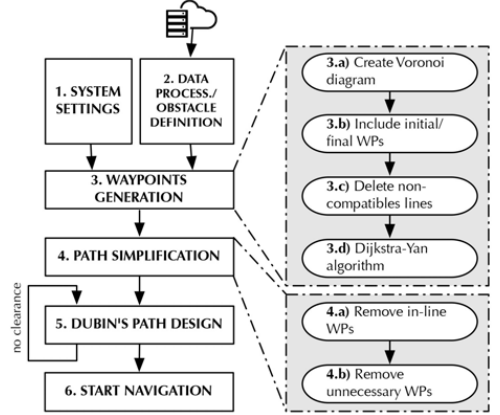 1. SYSTEM
SETTINGS
2. DATA
PROCESS./
OBSTACLE
DEFINITION
3. WAYPOINTS
GENERATION
4. PATH SIMPLIFICATION
no clearance
5. DUBIN'S PATH DESIGN
6. START NAVIGATION
3.a) Create Voronoi
diagram
3.b) Include initial/
final WPs
3.c) Delete non-
compatibles lines
3.d) Dijkstra-Yan
algorithm
4.a) Remove in-line
WPs
4.b) Remove
unnecessary WPs